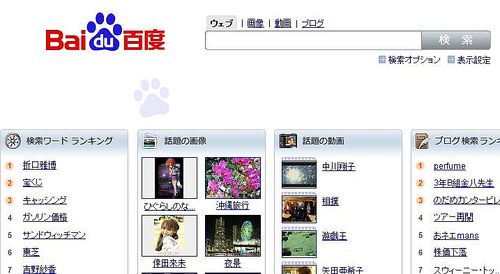 Bai du 百度
ウェブ | 画像 | 動画 | ブログ
検 索
検索オプション 表示設定
検索ワード ランキング
1 折口雅博
2 宝くじ
3 キャッシング
4 ガソリン価格
5 サンドウィッチマン
6 東芝
吉野紗香
話題の画像
ひぐらしのな...
沖縄旅行
倖田來未
夜景
話題の動画
中川翔子
相撲
遊戯王
矢田亜希子
ブログ検索 ラン
1 perfume
2 3年B組金八先生
3 のだめカンタービレ
4 ツアー再開
5 おネエmans
6 株価下落
スウィーニー・トッ